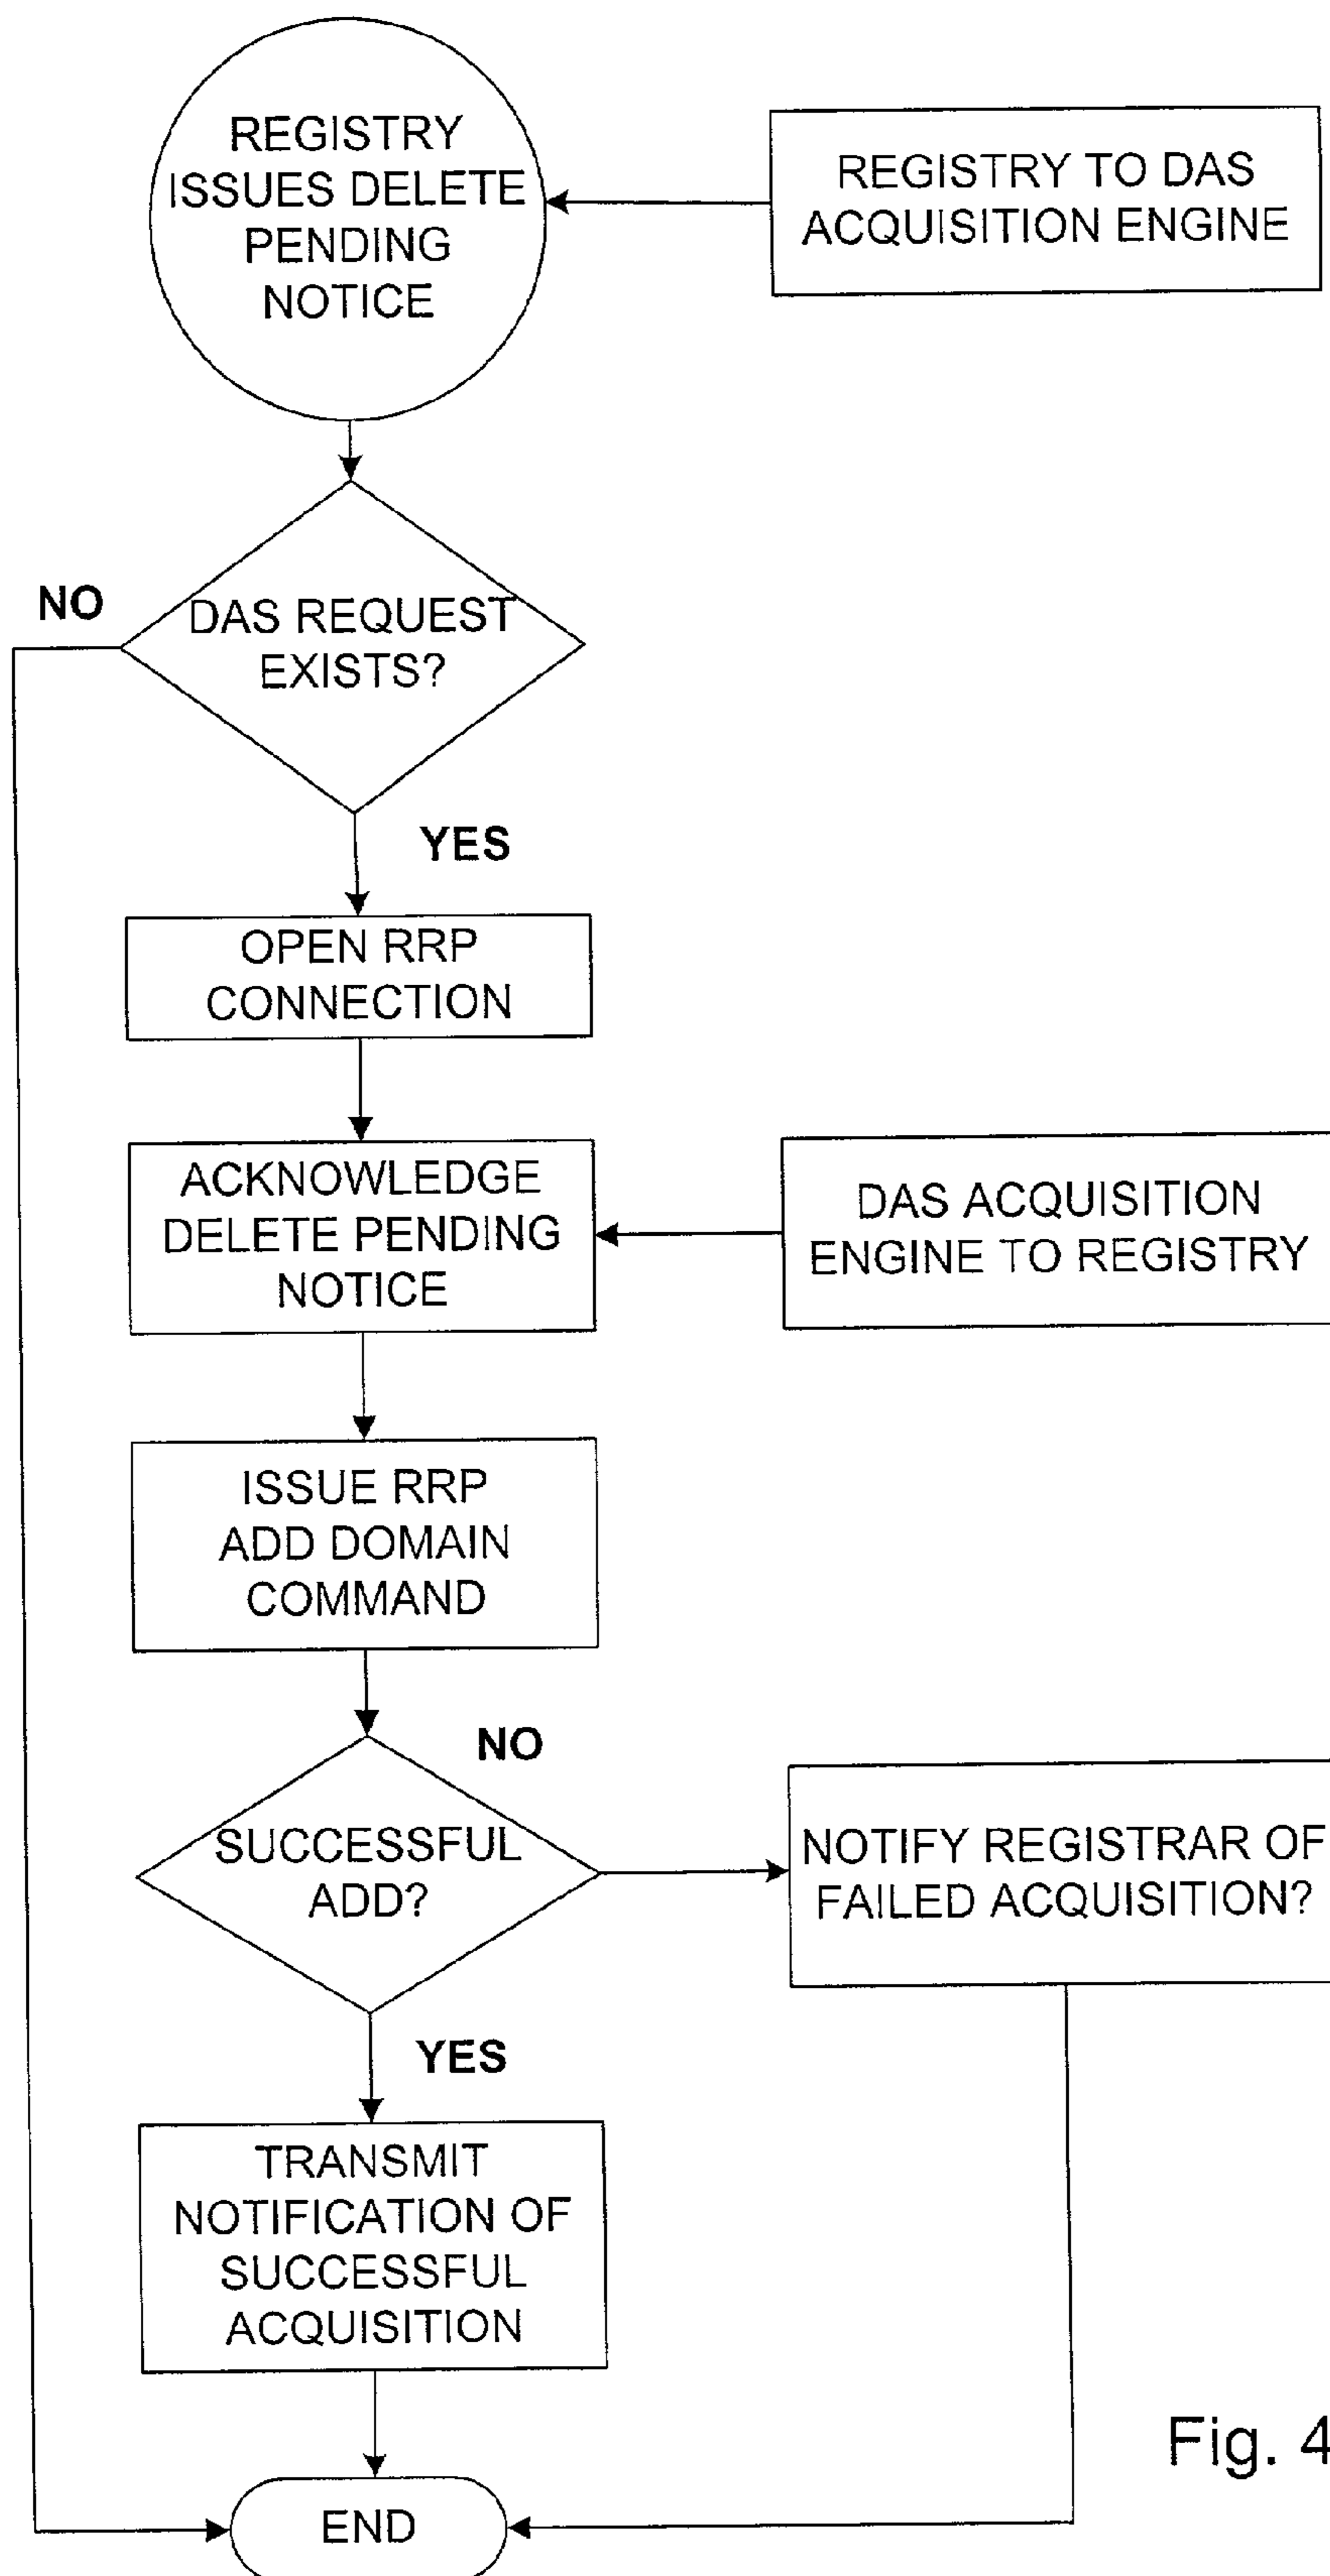 REGISTRY
ISSUES DELETE
PENDING
NOTICE
REGISTRY TO DAS
ACQUISITION ENGINE
NO
DAS REQUEST
EXISTS?
YES
OPEN RRP
CONNECTION
ACKNOWLEDGE
DELETE PENDING
NOTICE
DAS ACQUISITION
ENGINE TO REGISTRY
ISSUE RRP
ADD DOMAIN
COMMAND
NO
SUCCESSFUL
ADD?
NOTIFY REGISTRAR OF
FAILED ACQUISITION?
YES
TRANSMIT
NOTIFICATION OF
SUCCESSFUL
ACQUISITION
END
Fig. 4